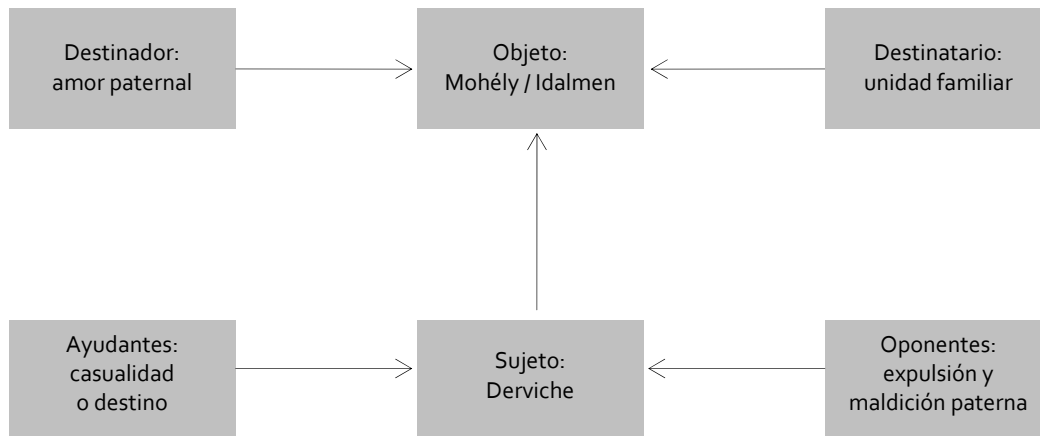 Destinador:
amor paternal
Objeto:
Mohély / Idalmen
Destinatario:
unidad familiar
Ayudantes:
casualidad
o destino
Sujeto:
Derviche
Oponentes:
expulsión y
maldición paterna